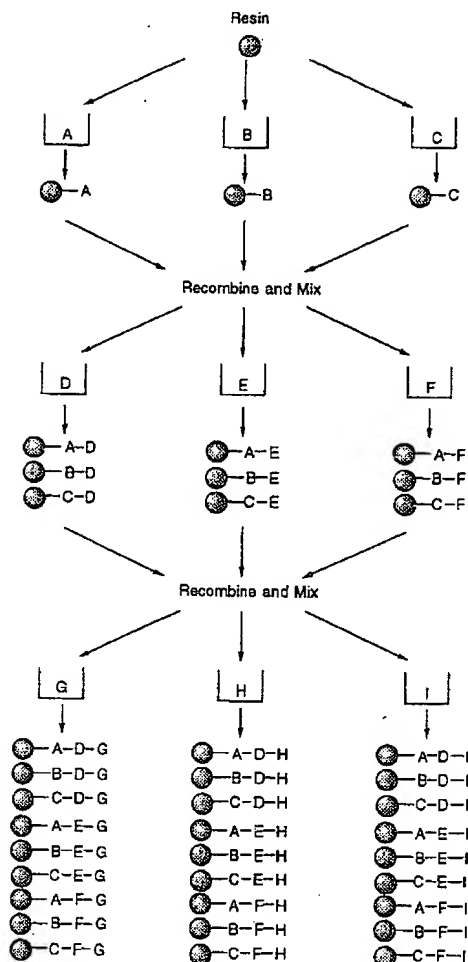 Resin
A B C
A B C
Recombine and Mix
D E F
A-D A-E A-F
B-D B-E B-F
C-D C-E C-F
Recombine and Mix
G H I
A-D-G A-D-H A-D-I
B-D-G B-D-H B-D-I
C-D-G C-D-H C-D-I
A-E-G A-E-H A-E-I
B-E-G B-E-H B-E-I
C-E-G C-E-H C-E-I
A-F-G A-F-H A-F-I
B-F-G B-F-H B-F-I
C-F-G C-F-H C-F-I